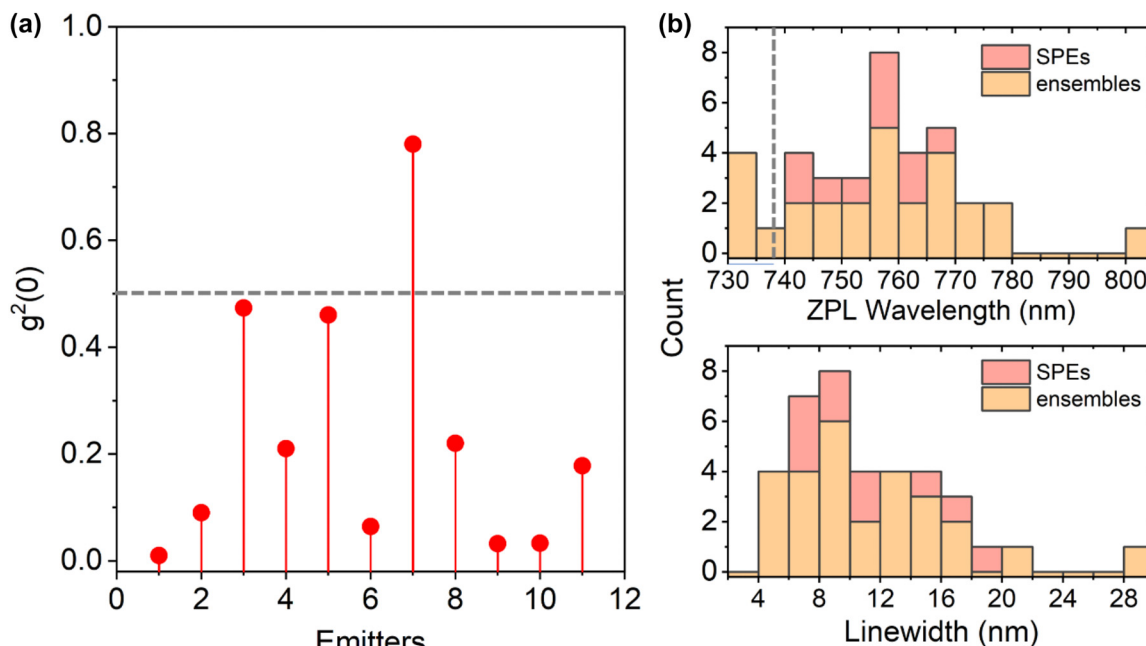 (a)
1.0
0.8
0.6
0.4
0.2
0.0
g²(0)
0 2 4 6 8 10 12
Emitters
(b)
8
6
4
2
0
SPEs
ensembles
730 740 750 760 770 780 790 800
ZPL Wavelength (nm)
Count
8
6
4
2
0
SPEs
ensembles
4 8 12 16 20 24 28
Linewidth (nm)